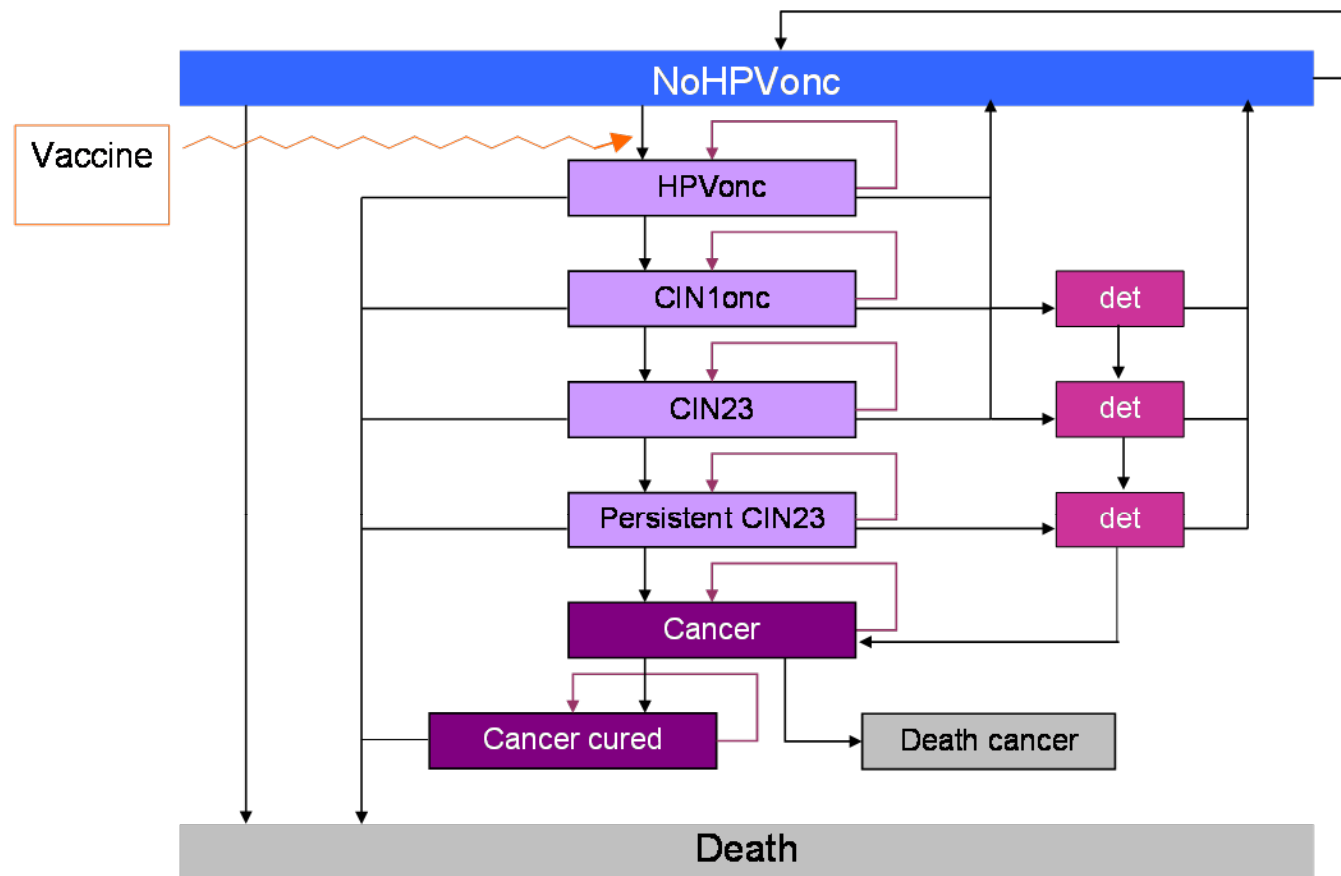 NoHPVonc
Vaccine
HPVonc
CIN1onc
det
CIN23
det
Persistent CIN23
det
Cancer
Cancer cured
Death cancer
Death